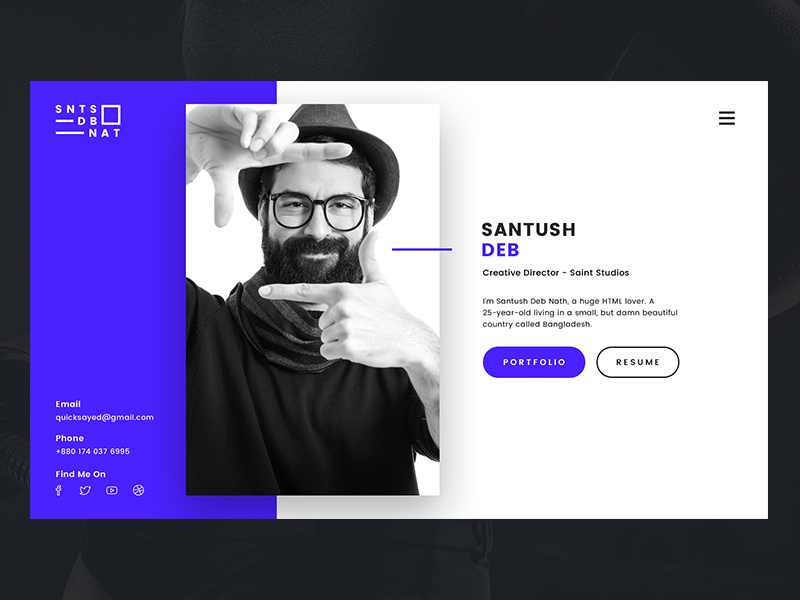 SNTS
DB
NAT
SANTUSH
DEB
Creative Director - Saint Studios
I'm Santush Deb Nath, a huge HTML lover. A
25-year-old living in a small, but damn beautiful
country called Bangladesh.
PORTFOLIO
RESUME
Email
quicksayed@gmail.com
Phone
+880 174 037 6995
Find Me On